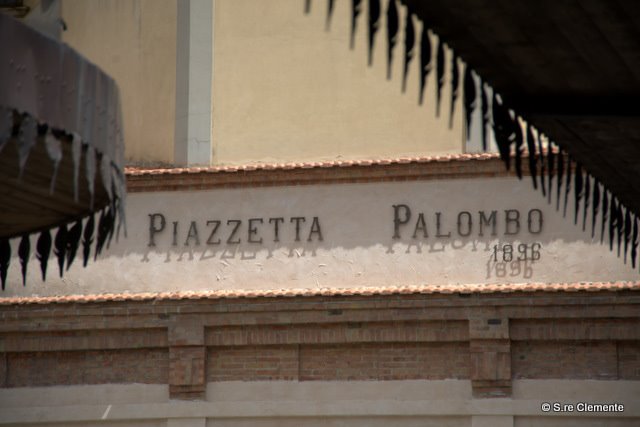 PIAZZETTA PALOMBO
1896
© S.re Clemente